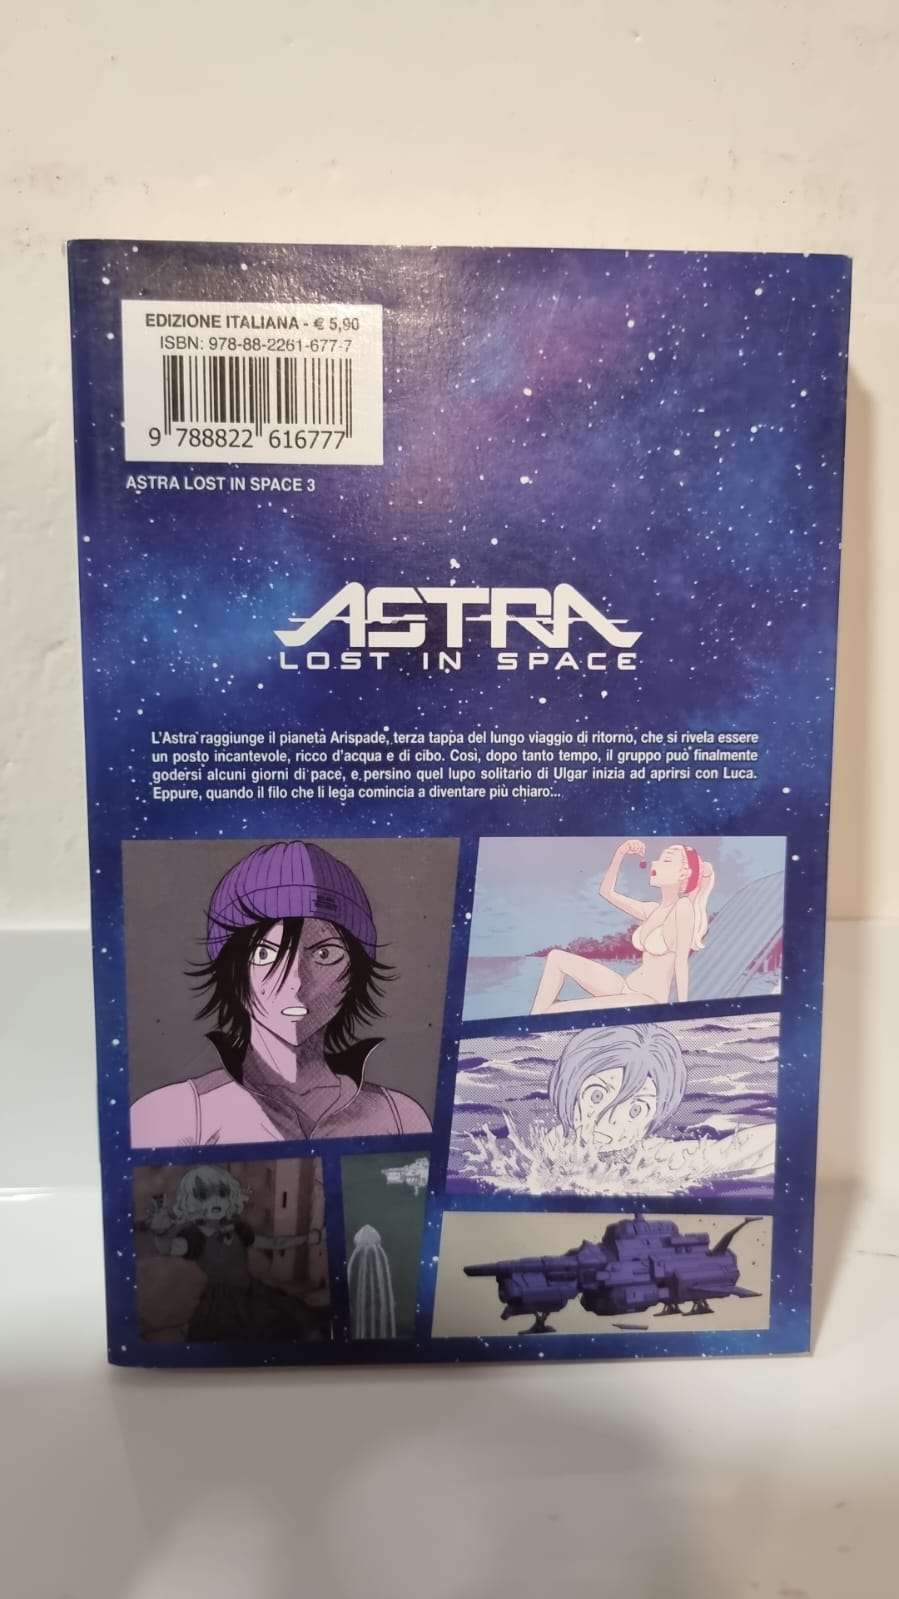 EDIZIONE ITALIANA - € 5,90
ISBN: 978-88-2261-677-7
9 788822 616777
ASTRA LOST IN SPACE 3
ASTRA
LOST IN SPACE
L'Astra raggiunge il pianeta Arispade, terza tappa del lungo viaggio di ritorno, che si rivela essere
un posto incantevole, ricco d'acqua e di cibo. Così, dopo tanto tempo, il gruppo può finalmente
godersi alcuni giorni di pace, e persino quel lupo solitario di Ulgar inizia ad aprirsi con Luca.
Eppure, quando il filo che li lega comincia a diventare più chiaro...